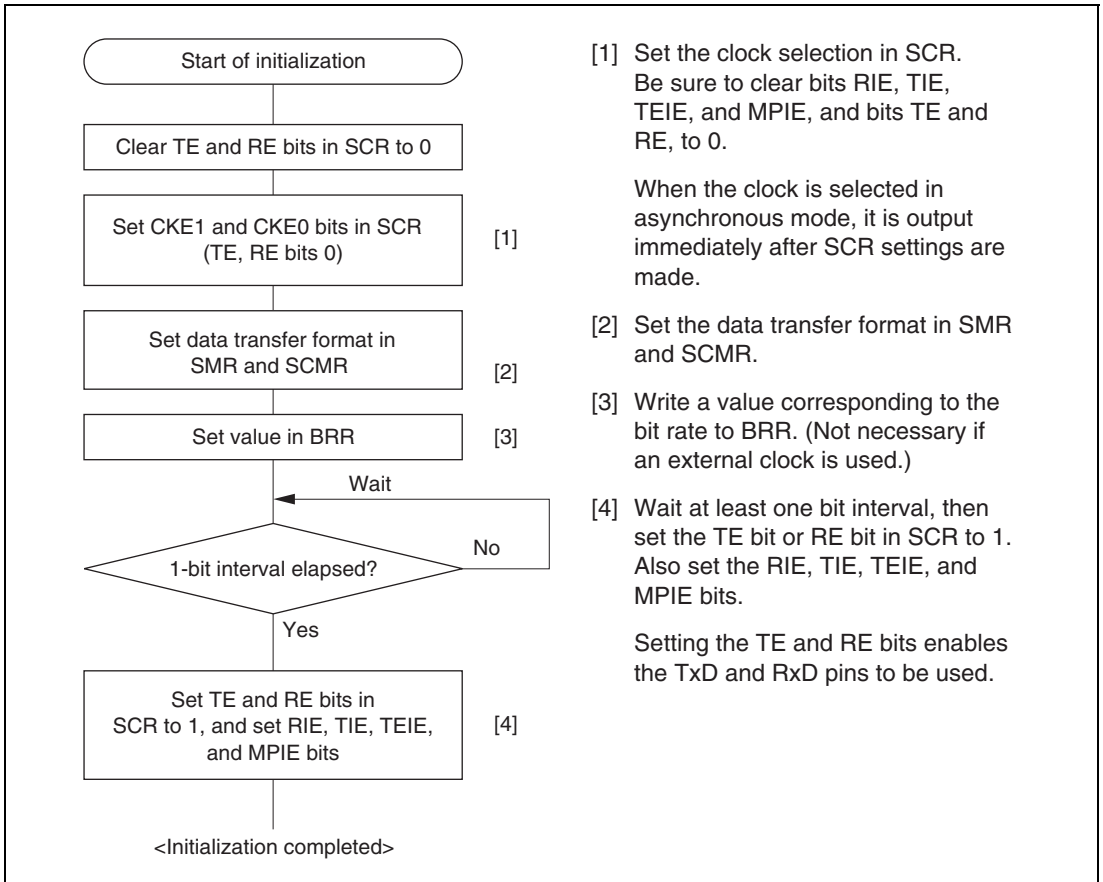 Start of initialization
Clear TE and RE bits in SCR to 0
Set CKE1 and CKE0 bits in SCR
(TE, RE bits 0)
[1]
Set data transfer format in
SMR and SCMR
[2]
Set value in BRR
[3]
Wait
No
1-bit interval elapsed?
Yes
Set TE and RE bits in
SCR to 1, and set RIE, TIE, TEIE,
and MPIE bits
[4]
<Initialization completed>
[1] Set the clock selection in SCR.
Be sure to clear bits RIE, TIE,
TEIE, and MPIE, and bits TE and
RE, to 0.
When the clock is selected in
asynchronous mode, it is output
immediately after SCR settings are
made.
[2] Set the data transfer format in SMR
and SCMR.
[3] Write a value corresponding to the
bit rate to BRR. (Not necessary if
an external clock is used.)
[4] Wait at least one bit interval, then
set the TE bit or RE bit in SCR to 1.
Also set the RIE, TIE, TEIE, and
MPIE bits.
Setting the TE and RE bits enables
the TxD and RxD pins to be used.